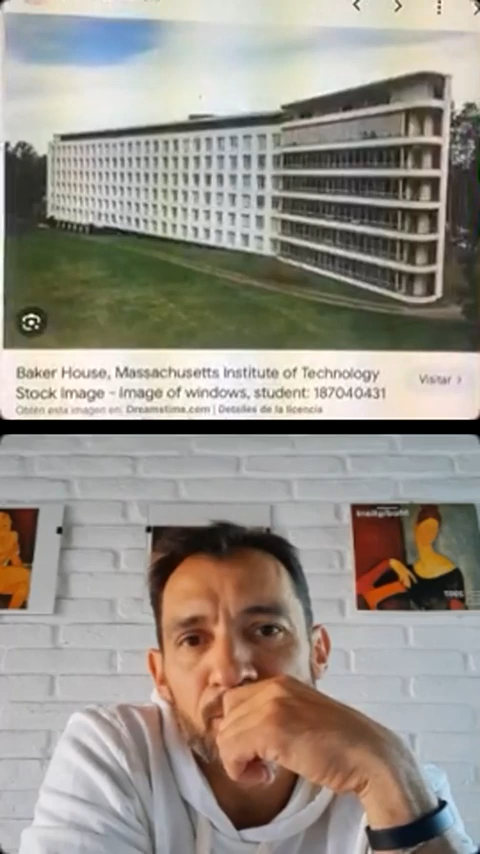 Baker House, Massachusetts Institute of Technology
Stock Image - Image of windows, student: 187040431
Visitar >
Obtén esta imagen en: Dreamstime.com | Detalles de la licencia